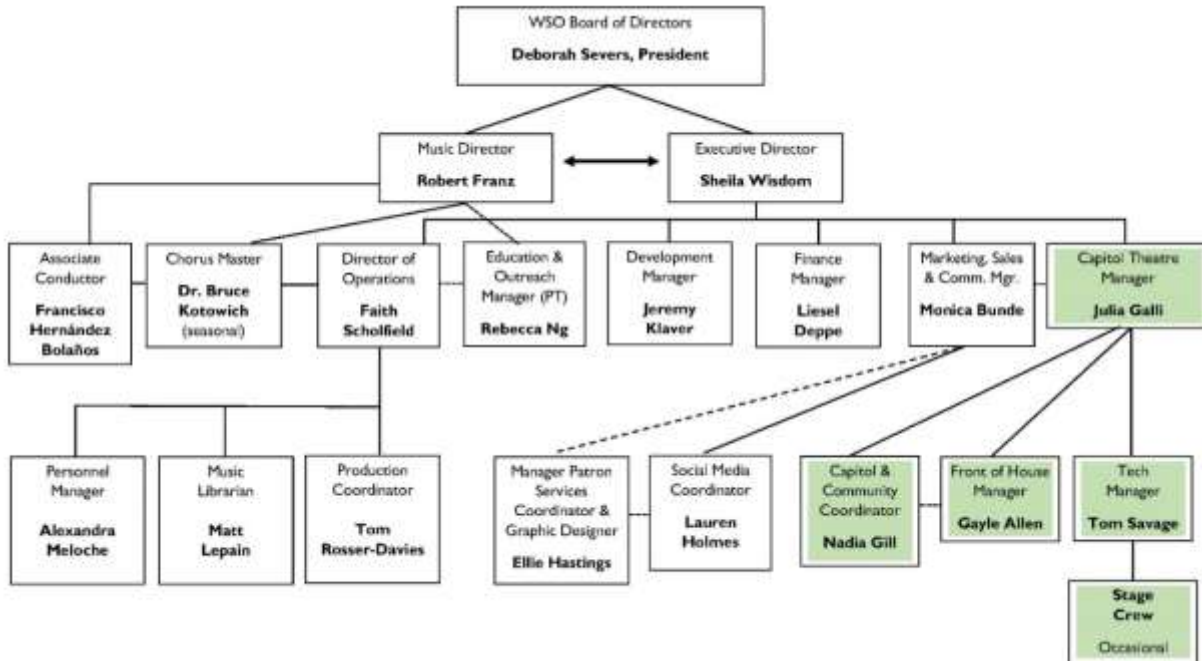 WSO Board of Directors
Deborah Severs, President
Music Director
Robert Franz
Executive Director
Sheila Wisdom
Associate
Conductor
Francisco
Hernández
Bolaños
Chorus Master
Dr. Bruce
Kotowich
(seasonal)
Director of
Operations
Faith
Scholfield
Education &
Outreach
Manager (PT)
Rebecca Ng
Development
Manager
Jeremy
Klaver
Finance
Manager
Liesel
Deppe
Marketing, Sales
& Comm. Mgr.
Monica Bunde
Capitol Theatre
Manager
Julia Galli
Personnel
Manager
Alexandra
Meloche
Music
Librarian
Matt
Lepain
Production
Coordinator
Tom
Rosser-Davies
Manager Patron
Services
Coordinator &
Graphic Designer
Ellie Hastings
Social Media
Coordinator
Lauren
Holmes
Capitol &
Community
Coordinator
Nadia Gill
Front of House
Manager
Gayle Allen
Tech
Manager
Tom Savage
Stage
Crew
Occasional